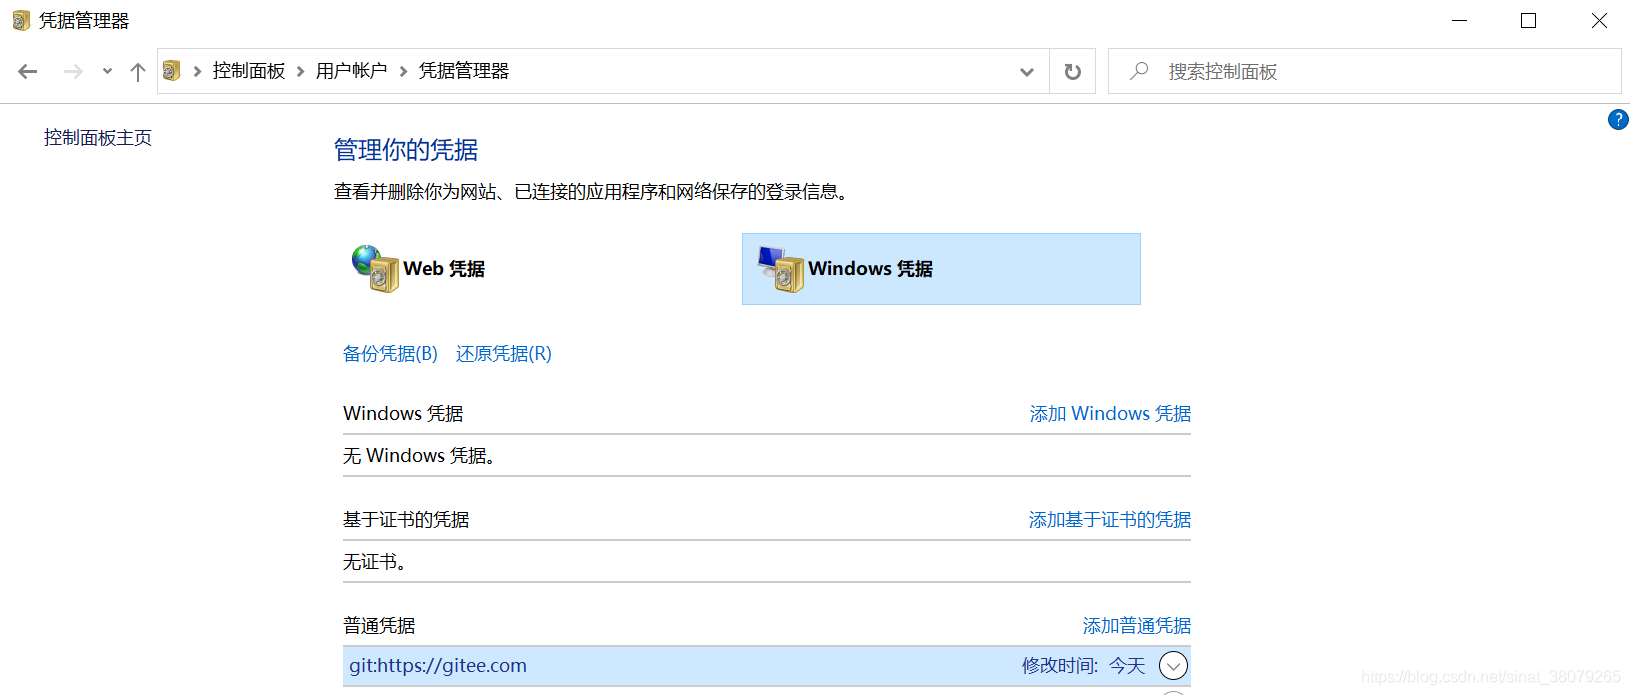 凭据管理器
控制面板 用户帐户 凭据管理器
搜索控制面板
?
控制面板主页
管理你的凭据
查看并删除你为网站、已连接的应用程序和网络保存的登录信息。
Web 凭据
Windows 凭据
备份凭据(B) 还原凭据(R)
Windows 凭据 添加 Windows 凭据
无 Windows 凭据。
基于证书的凭据 添加基于证书的凭据
无证书。
普通凭据 添加普通凭据
git:https://gitee.com 修改时间: 今天
https://blog.csdn.net/sinat_38079265